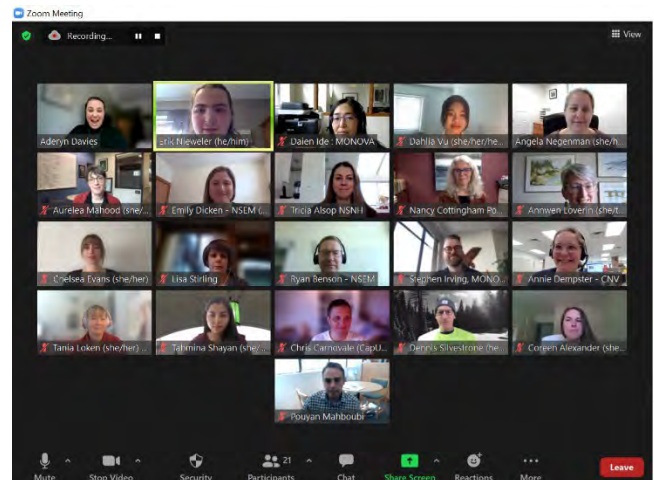 Zoom Meeting
Recording...
View
Aderyn Davies
Erik Nieweler (he/him)
Daien Ide : MONOVA
Dahlia Vu (she/her/he...
Angela Negenman (she/h...
Aurelea Mahood (she/...
Emily Dicken - NSEM (...
Tricia Alsop NSNH
Nancy Cottingham Po...
Annwen Loverin (she/t...
Chelsea Evans (she/her)
Lisa Stirling
Ryan Benson - NSEM
Stephen Irving, MONO...
Annie Dempster - CNV
Tania Loken (she/her)...
Tahmina Shayan (she/...
Chris Carnovale (CapU...
Dennis Silvestrone (he...
Coreen Alexander (she...
Pouyan Mahboubi
Mute
Stop Video
Security
Participants
21
Chat
Share Screen
Reactions
More
Leave